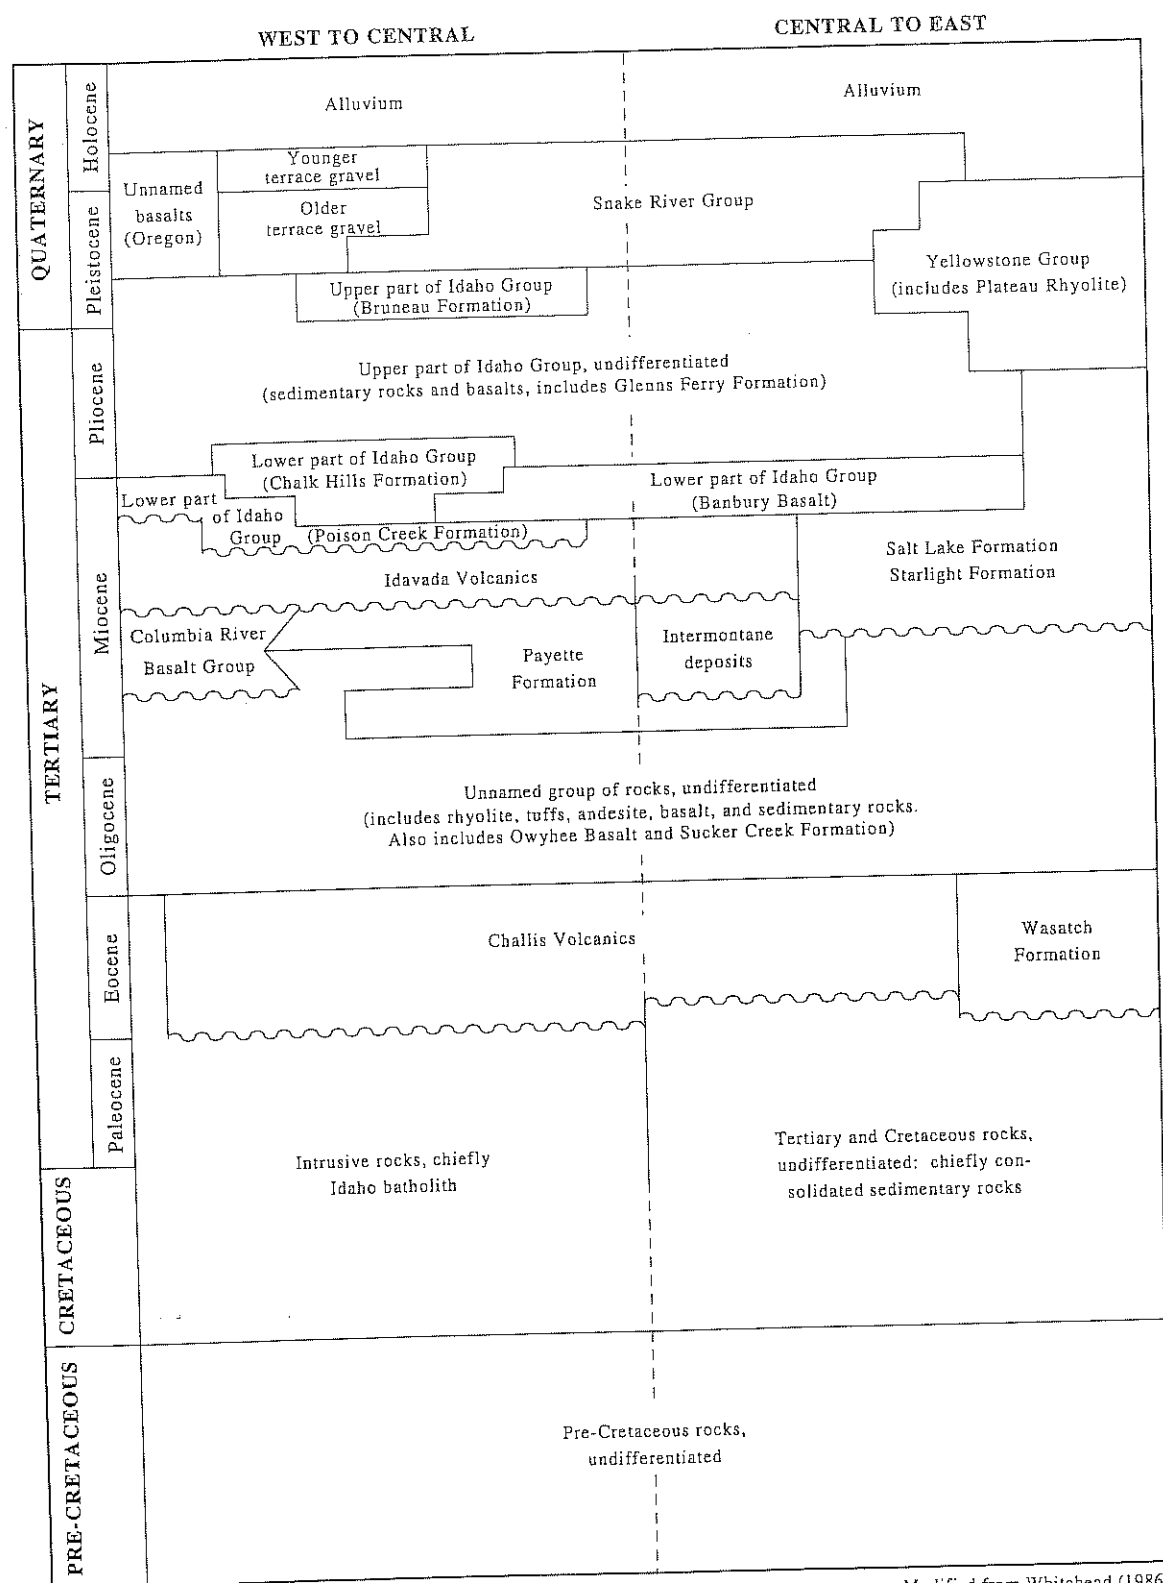 WEST TO CENTRAL
CENTRAL TO EAST
QUATERNARY
Holocene
Pleistocene
TERTIARY
Pliocene
Miocene
Oligocene
Eocene
Paleocene
CRETACEOUS
PRE-CRETACEOUS
Alluvium
Alluvium
Unnamed
basalts
(Oregon)
Younger
terrace gravel
Older
terrace gravel
Snake River Group
Yellowstone Group
(includes Plateau Rhyolite)
Upper part of Idaho Group
(Bruneau Formation)
Upper part of Idaho Group, undifferentiated
(sedimentary rocks and basalts, includes Glenns Ferry Formation)
Lower part of Idaho Group
(Chalk Hills Formation)
Lower part of Idaho Group
(Banbury Basalt)
Lower part
of Idaho
Group (Poison Creek Formation)
Salt Lake Formation
Starlight Formation
Idavada Volcanics
Columbia River
Basalt Group
Payette
Formation
Intermontane
deposits
Unnamed group of rocks, undifferentiated
(includes rhyolite, tuffs, andesite, basalt, and sedimentary rocks.
Also includes Owyhee Basalt and Sucker Creek Formation)
Challis Volcanics
Wasatch
Formation
Intrusive rocks, chiefly
Idaho batholith
Tertiary and Cretaceous rocks,
undifferentiated: chiefly con-
solidated sedimentary rocks
Pre-Cretaceous rocks,
undifferentiated
Modified from Whitehead (1986